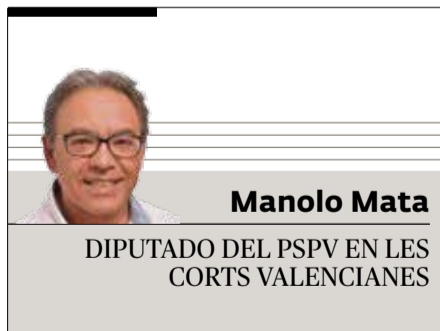 Manolo Mata
DIPUTADO DEL PSPV EN LES
CORTS VALENCIANES